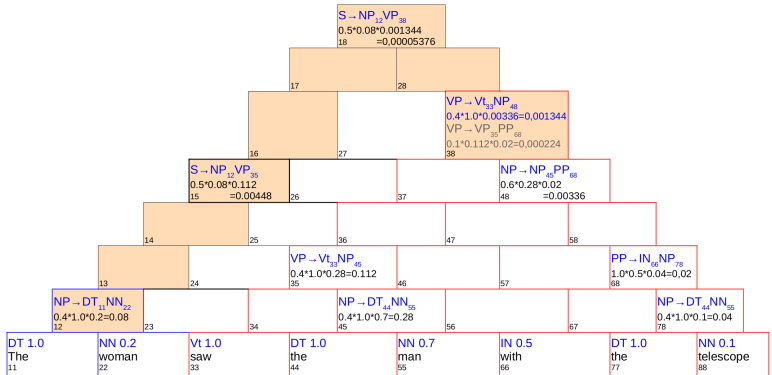 S→NP₁₂VP₃₈
0.5*0.08*0.001344
18 =0,00005376
17 28
VP→Vt₃₃NP₄₈
0.4*1.0*0.00336=0,001344
VP→VP₃₅PP₆₈
0.1*0.112*0.02=0,000224
16 27 38
S→NP₁₂VP₃₅ NP→NP₄₅PP₆₈
0.5*0.08*0.112 0.6*0.28*0.02
15 =0.00448 26 37 48 =0.00336
14 25 36 47 58
VP→Vt₃₃NP₄₅ PP→IN₆₆NP₇₈
0.4*1.0*0.28=0.112 1.0*0.5*0.04=0,02
13 24 35 46 57 68
NP→DT₁₁NN₂₂ NP→DT₄₄NN₅₅ NP→DT₄₄NN₅₅
0.4*1.0*0.2=0.08 0.4*1.0*0.7=0.28 0.4*1.0*0.1=0.04
12 23 34 45 56 67 78
DT 1.0 NN 0.2 Vt 1.0 DT 1.0 NN 0.7 IN 0.5 DT 1.0 NN 0.1
The woman saw the man with the telescope
11 22 33 44 55 66 77 88